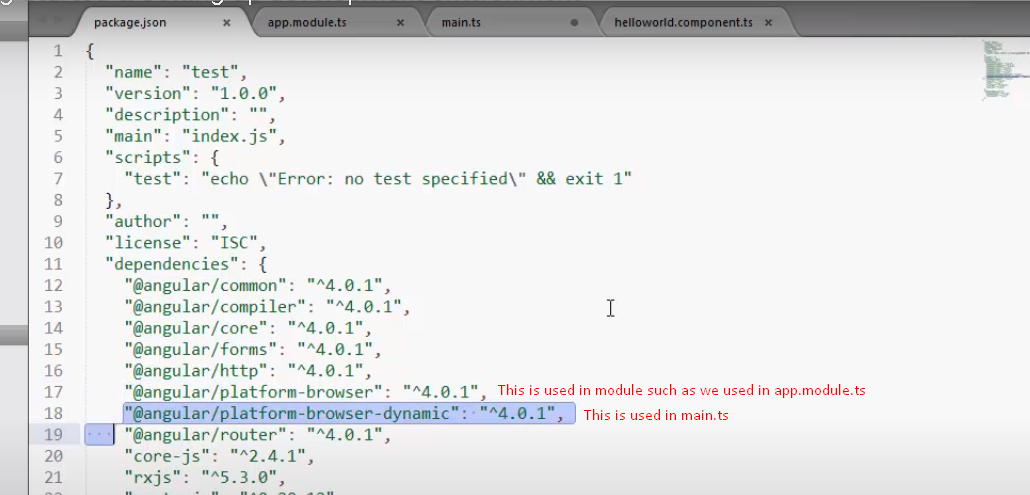 package.json × app.module.ts × main.ts helloworld.component.ts ×
1 {
2 "name": "test",
3 "version": "1.0.0",
4 "description": "",
5 "main": "index.js",
6 "scripts": {
7 "test": "echo \"Error: no test specified\" && exit 1"
8 },
9 "author": "",
10 "license": "ISC",
11 "dependencies": {
12 "@angular/common": "^4.0.1",
13 "@angular/compiler": "^4.0.1",
14 "@angular/core": "^4.0.1",
15 "@angular/forms": "^4.0.1",
16 "@angular/http": "^4.0.1",
17 "@angular/platform-browser": "^4.0.1", This is used in module such as we used in app.module.ts
18 "@angular/platform-browser-dynamic": "^4.0.1", This is used in main.ts
19 "@angular/router": "^4.0.1",
20 "core-js": "^2.4.1",
21 "rxjs": "^5.3.0",